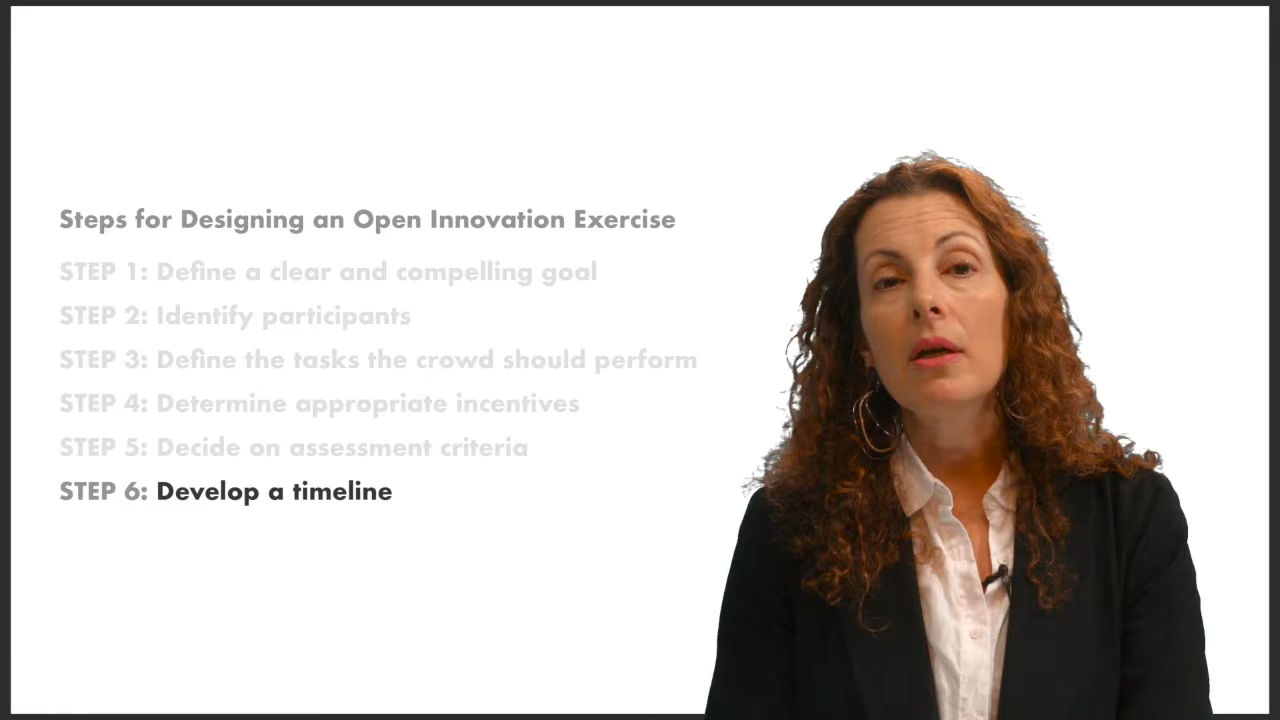 Steps for Designing an Open Innovation Exercise
STEP 1: Define a clear and compelling goal
STEP 2: Identify participants
STEP 3: Define the tasks the crowd should perform
STEP 4: Determine appropriate incentives
STEP 5: Decide on assessment criteria
STEP 6: Develop a timeline